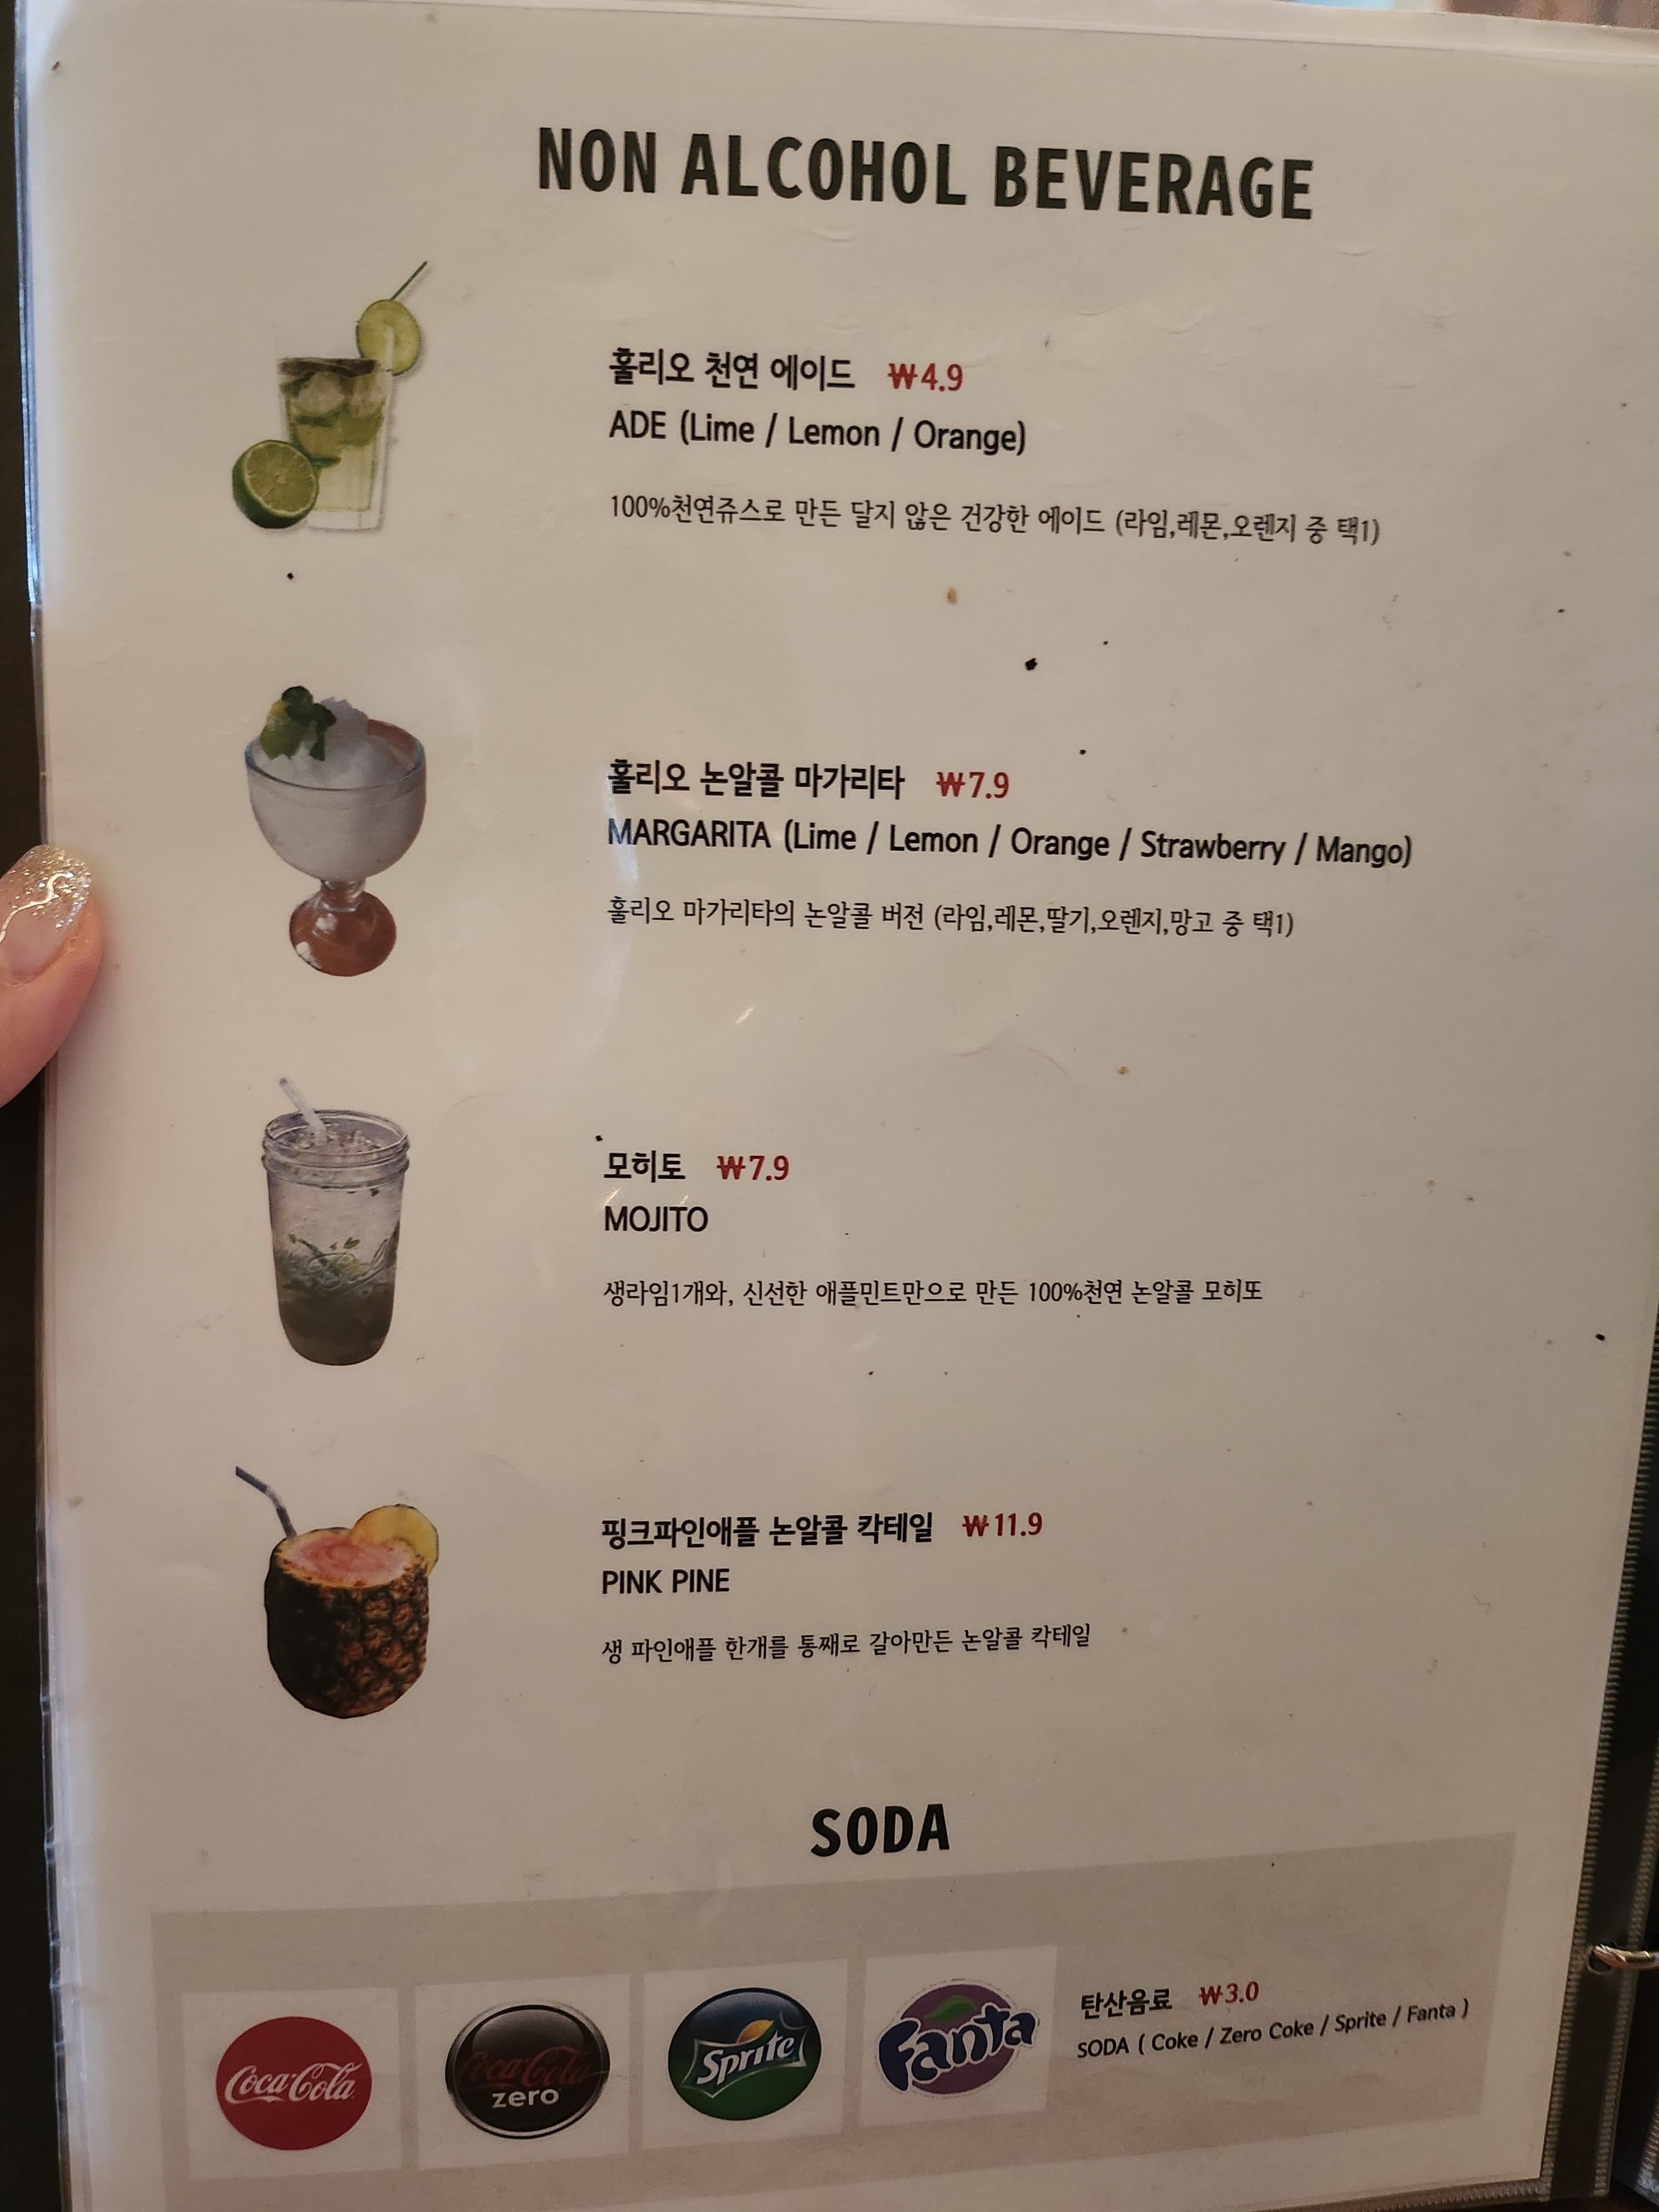 NON ALCOHOL BEVERAGE
훌리오 천연 에이드 ₩4.9
ADE (Lime / Lemon / Orange)
100%천연쥬스로 만든 달지 않은 건강한 에이드 (라임,레몬,오렌지 중 택1)
훌리오 논알콜 마가리타 ₩7.9
MARGARITA (Lime / Lemon / Orange / Strawberry / Mango)
훌리오 마가리타의 논알콜 버전 (라임,레몬,딸기,오렌지,망고 중 택1)
모히토 ₩7.9
MOJITO
생라임1개와, 신선한 애플민트만으로 만든 100%천연 논알콜 모히또
핑크파인애플 논알콜 칵테일 ₩11.9
PINK PINE
생 파인애플 한개를 통째로 갈아만든 논알콜 칵테일
SODA
탄산음료 ₩3.0
SODA ( Coke / Zero Coke / Sprite / Fanta )
Coca-Cola
Coca-Cola
zero
Sprite
Fanta